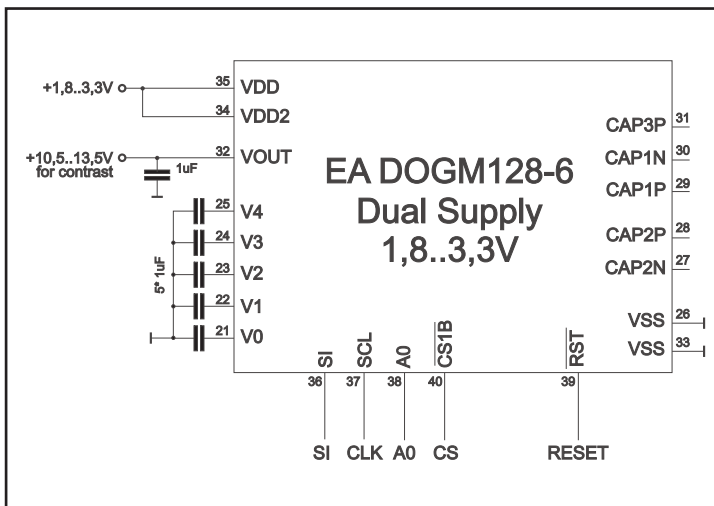 +1,8..3,3V
35 VDD
34 VDD2
+10,5..13,5V
for contrast
1uF
32 VOUT
25 V4
24 V3
23 V2
22 V1
21 V0
5* 1uF
EA DOGM128-6
Dual Supply
1,8..3,3V
CAP3P 31
CAP1N 30
CAP1P 29
CAP2P 28
CAP2N 27
VSS 26
VSS 33
SI SCL A0 CS1B RST
36 37 38 40 39
SI CLK A0 CS RESET